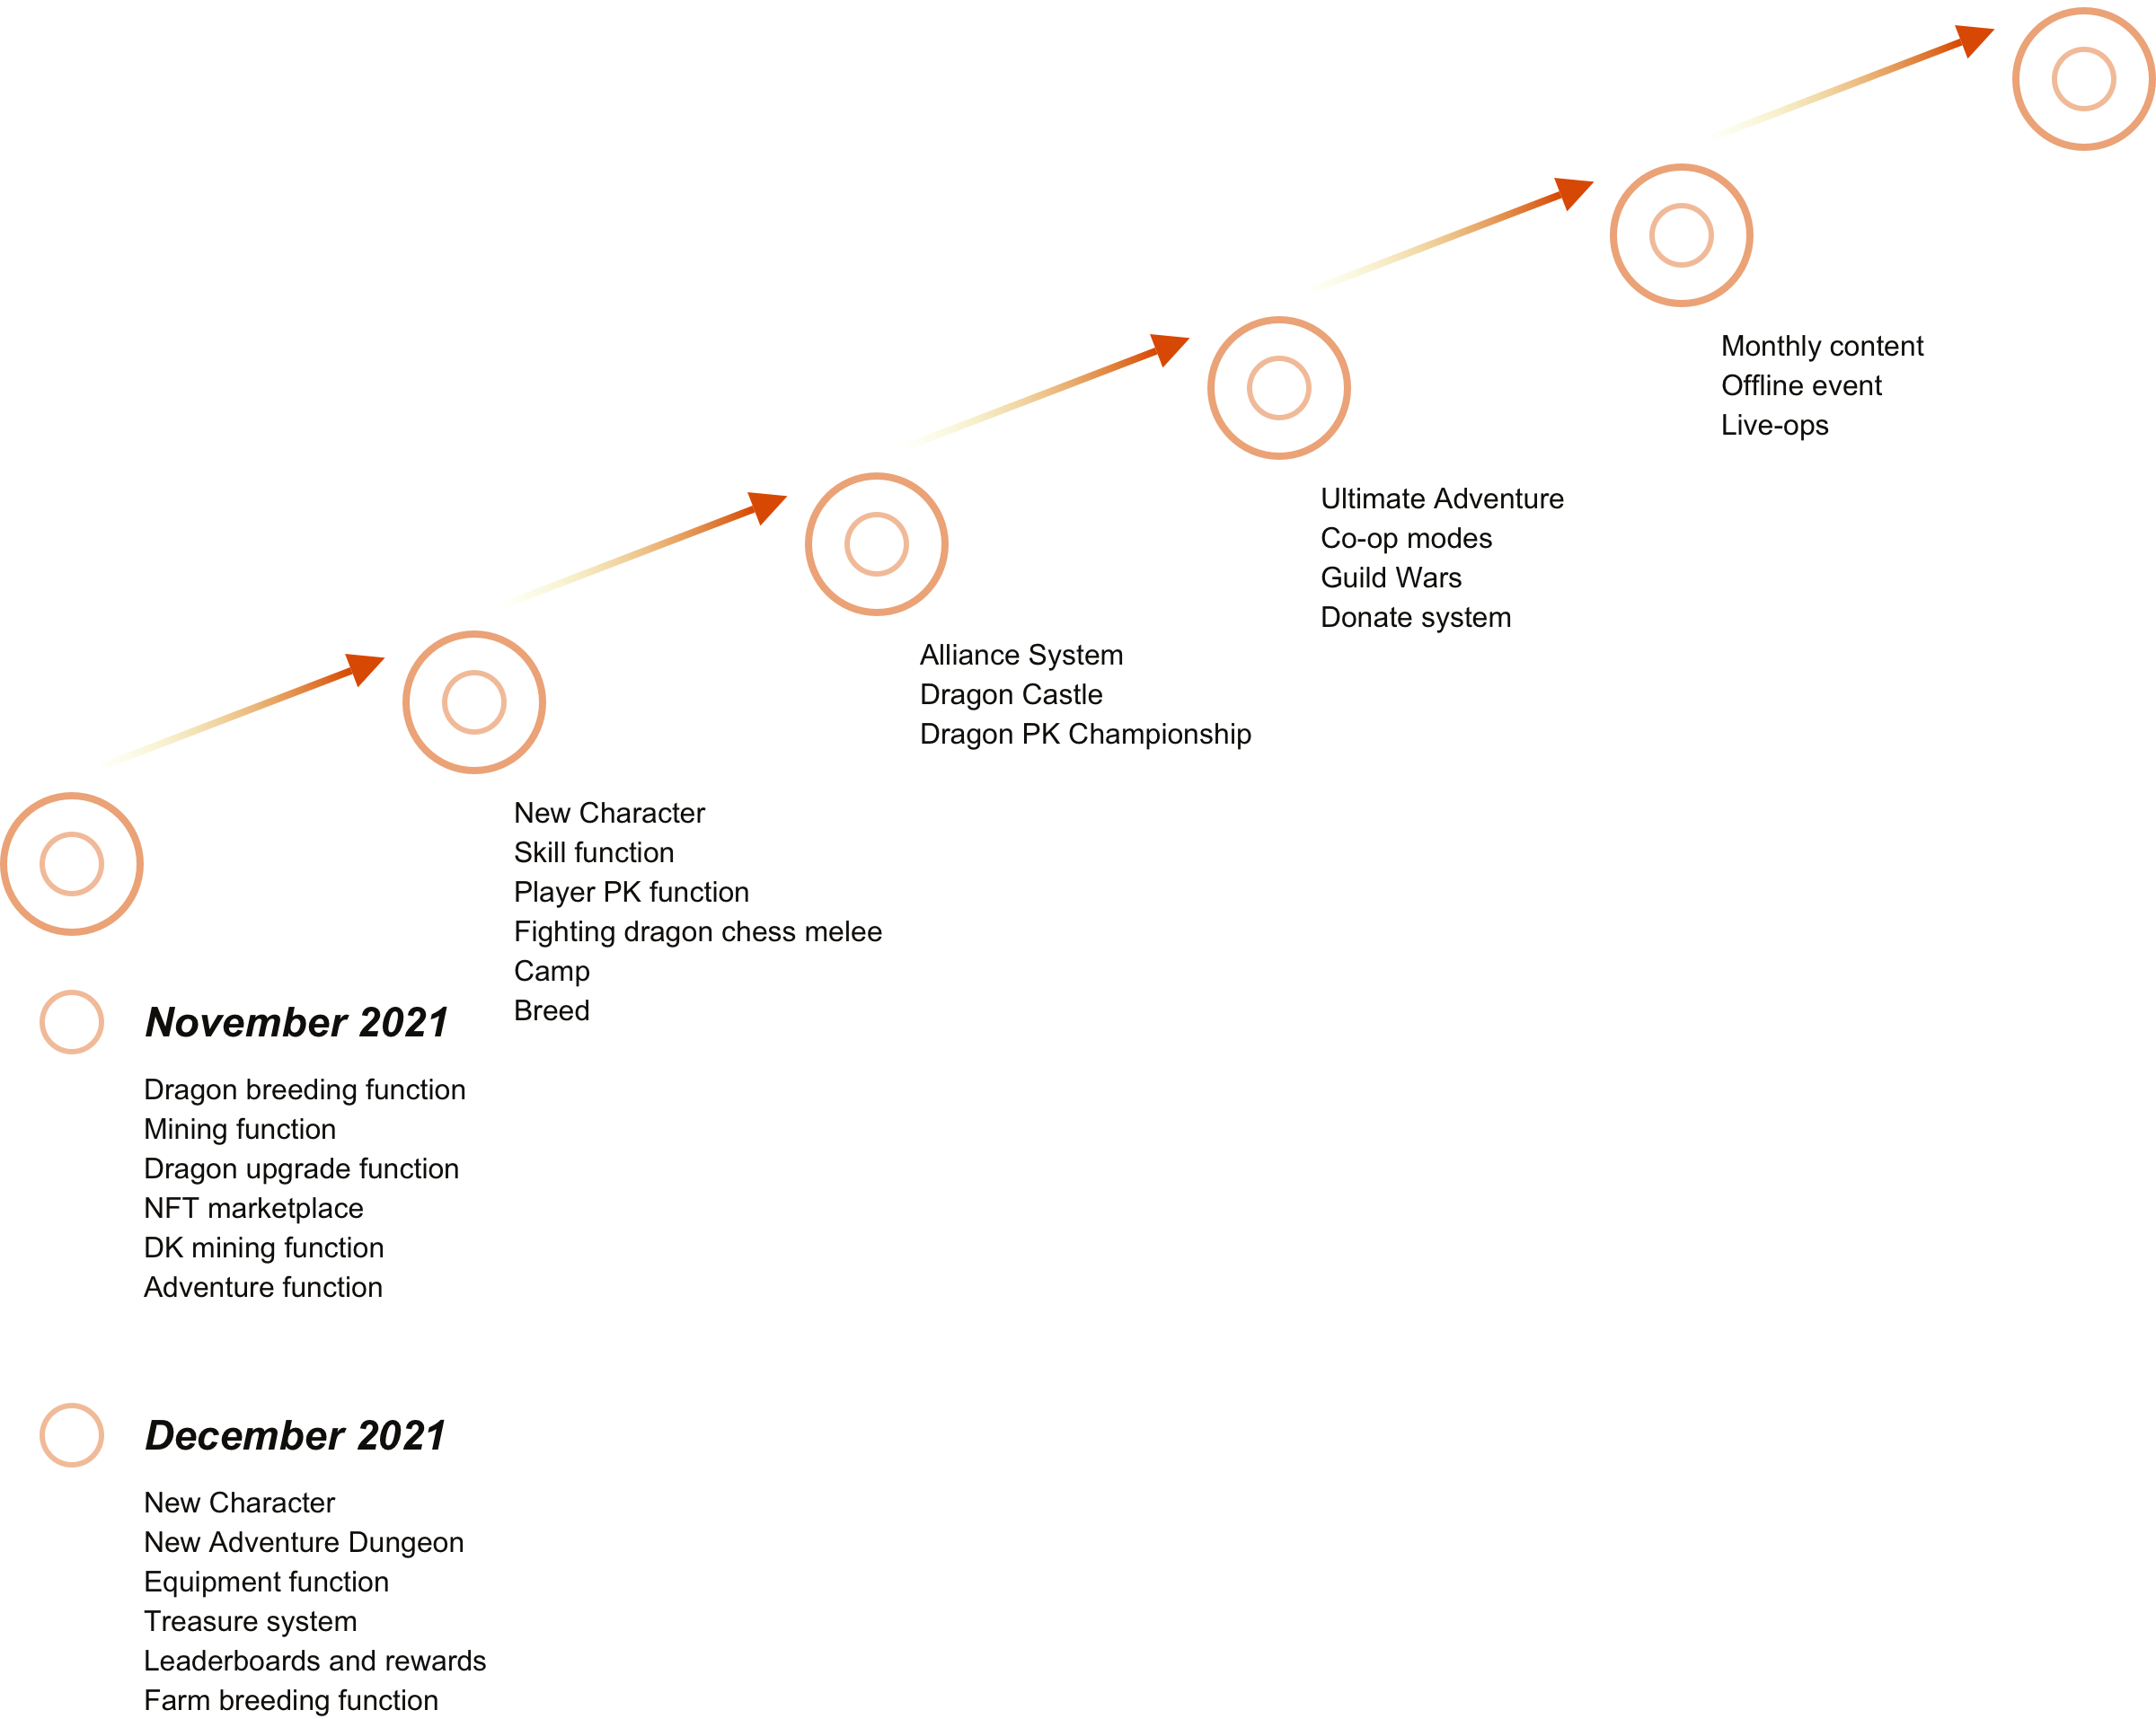 November 2021
Dragon breeding function
Mining function
Dragon upgrade function
NFT marketplace
DK mining function
Adventure function
December 2021
New Character
New Adventure Dungeon
Equipment function
Treasure system
Leaderboards and rewards
Farm breeding function
New Character
Skill function
Player PK function
Fighting dragon chess melee
Camp
Breed
Alliance System
Dragon Castle
Dragon PK Championship
Ultimate Adventure
Co-op modes
Guild Wars
Donate system
Monthly content
Offline event
Live-ops